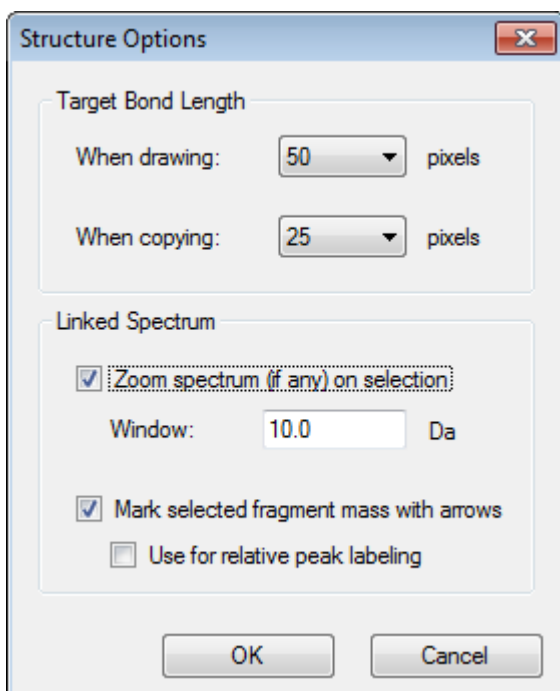 Structure Options
Target Bond Length
When drawing: 50 pixels
When copying: 25 pixels
Linked Spectrum
Zoom spectrum (if any) on selection
Window: 10.0 Da
Mark selected fragment mass with arrows
Use for relative peak labeling
OK Cancel